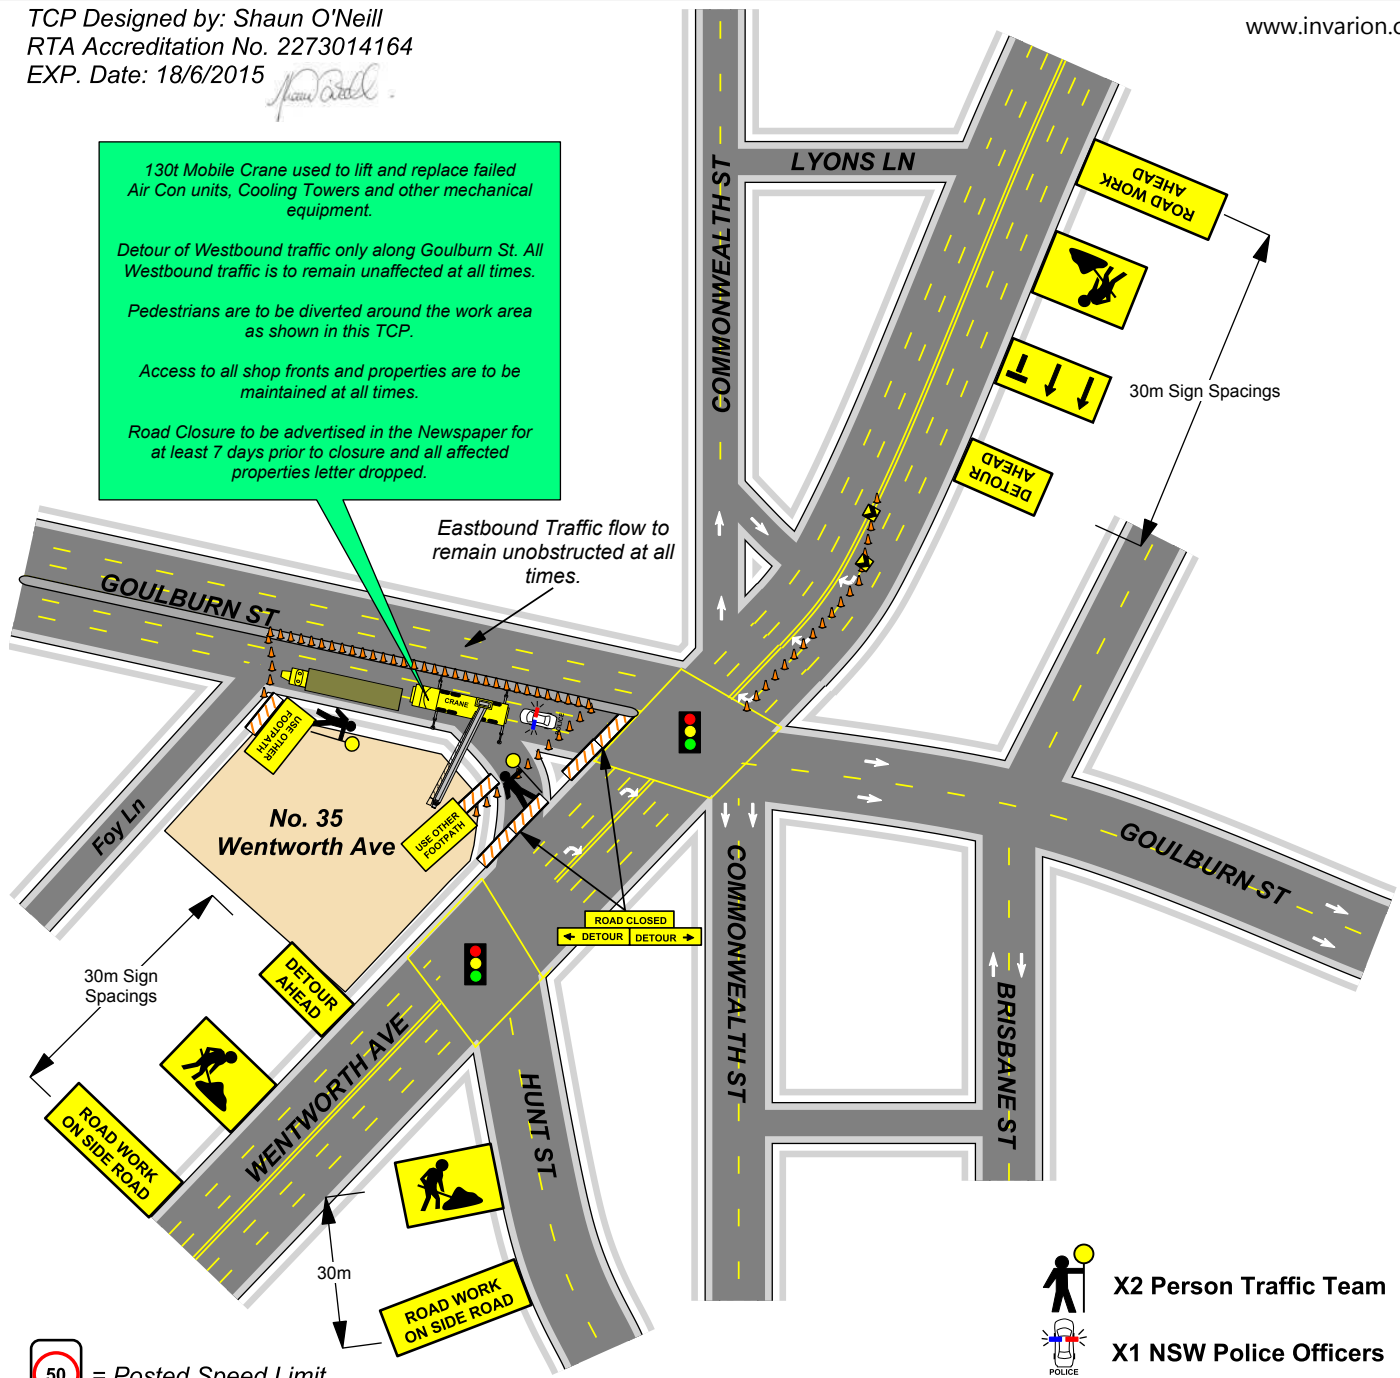 TCP Designed by: Shaun O'Neill
RTA Accreditation No. 2273014164
EXP. Date: 18/6/2015
www.invarion.c
130t Mobile Crane used to lift and replace failed
Air Con units, Cooling Towers and other mechanical
equipment.
Detour of Westbound traffic only along Goulburn St. All
Westbound traffic is to remain unaffected at all times.
Pedestrians are to be diverted around the work area
as shown in this TCP.
Access to all shop fronts and properties are to be
maintained at all times.
Road Closure to be advertised in the Newspaper for
at least 7 days prior to closure and all affected
properties letter dropped.
COMMONWEALTH ST
LYONS LN
ROAD WORK
AHEAD
30m Sign Spacings
DETOUR
AHEAD
Eastbound Traffic flow to
remain unobstructed at all
times.
GOULBURN ST
CRANE
USE OTHER
FOOTPATH
USE OTHER
FOOTPATH
No. 35
Wentworth Ave
Foy Ln
GOULBURN ST
COMMONWEALTH ST
ROAD CLOSED
DETOUR
DETOUR
30m Sign
Spacings
DETOUR
AHEAD
BRISBANE ST
WENTWORTH AVE
HUNT ST
ROAD WORK
ON SIDE ROAD
30m
ROAD WORK
ON SIDE ROAD
X2 Person Traffic Team
X1 NSW Police Officers
POLICE
50
= Posted Speed Limit